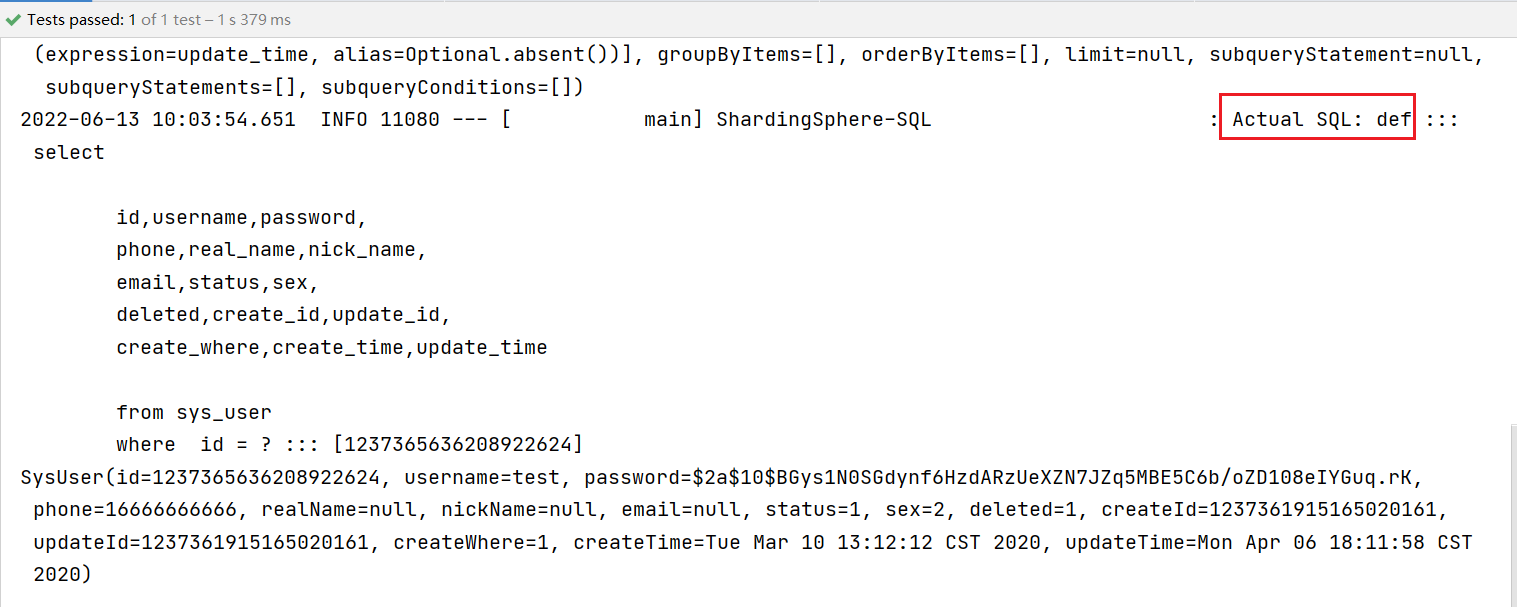 Tests passed: 1 of 1 test – 1 s 379 ms
(expression=update_time, alias=Optional.absent())], groupByItems=[], orderByItems=[], limit=null, subqueryStatement=null,
subqueryStatements=[], subqueryConditions=[])
2022-06-13 10:03:54.651  INFO 11080 --- [           main] ShardingSphere-SQL                       : Actual SQL: def :::
select
id,username,password,
phone,real_name,nick_name,
email,status,sex,
deleted,create_id,update_id,
create_where,create_time,update_time
from sys_user
where  id = ? ::: [1237365636208922624]
SysUser(id=1237365636208922624, username=test, password=$2a$10$BGys1N0SGdynf6HzdARzUeXZN7JZq5MBE5C6b/oZD108eIYGuq.rK,
phone=16666666666, realName=null, nickName=null, email=null, status=1, sex=2, deleted=1, createId=1237361915165020161,
updateId=1237361915165020161, createWhere=1, createTime=Tue Mar 10 13:12:12 CST 2020, updateTime=Mon Apr 06 18:11:58 CST
2020)